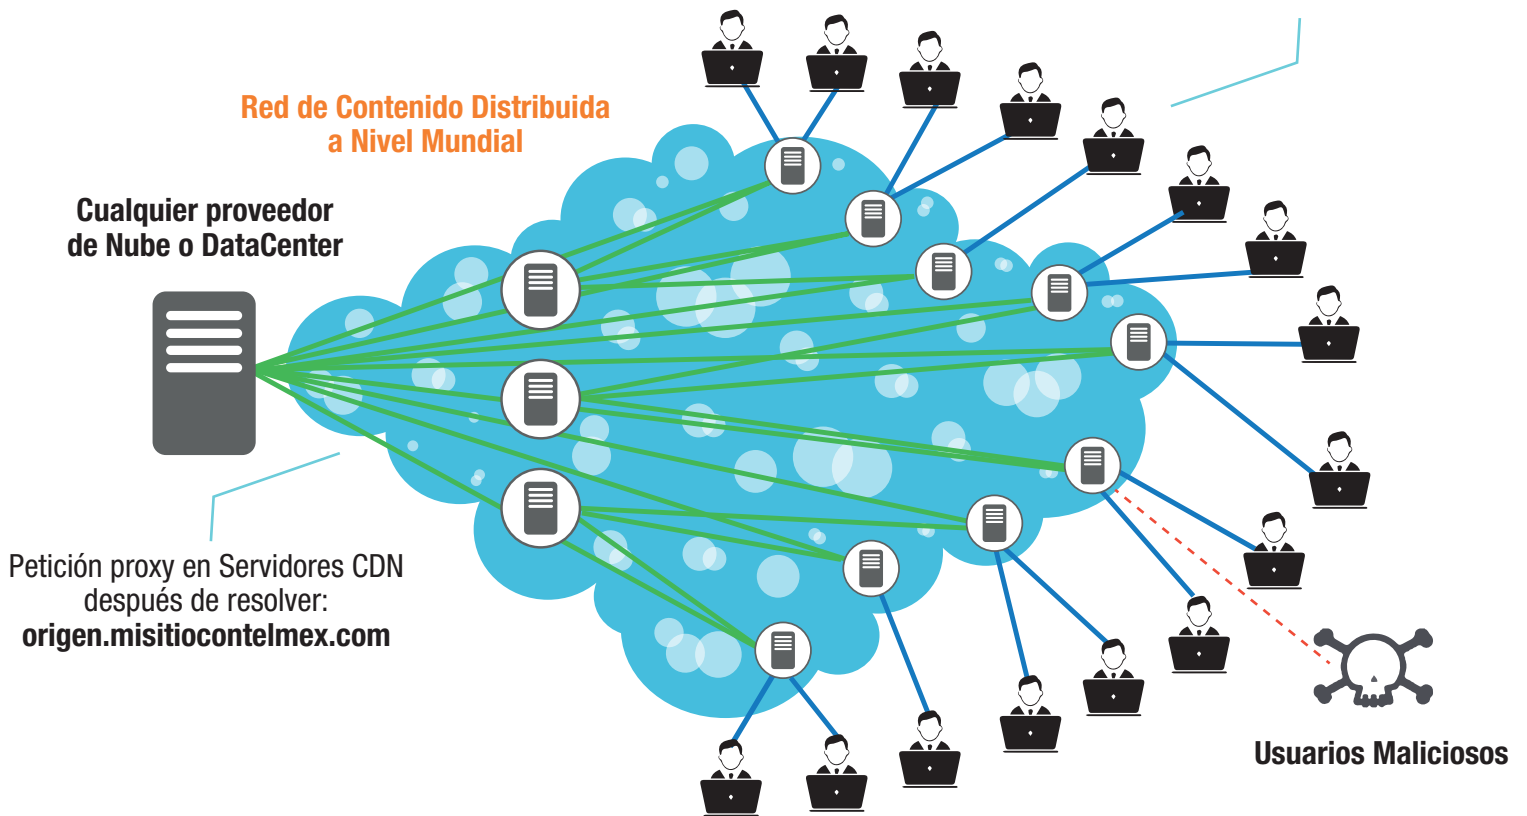 Red de Contenido Distribuida
a Nivel Mundial
Cualquier proveedor
de Nube o DataCenter
Petición proxy en Servidores CDN
después de resolver:
origen.misitiocontelmex.com
Usuarios Maliciosos